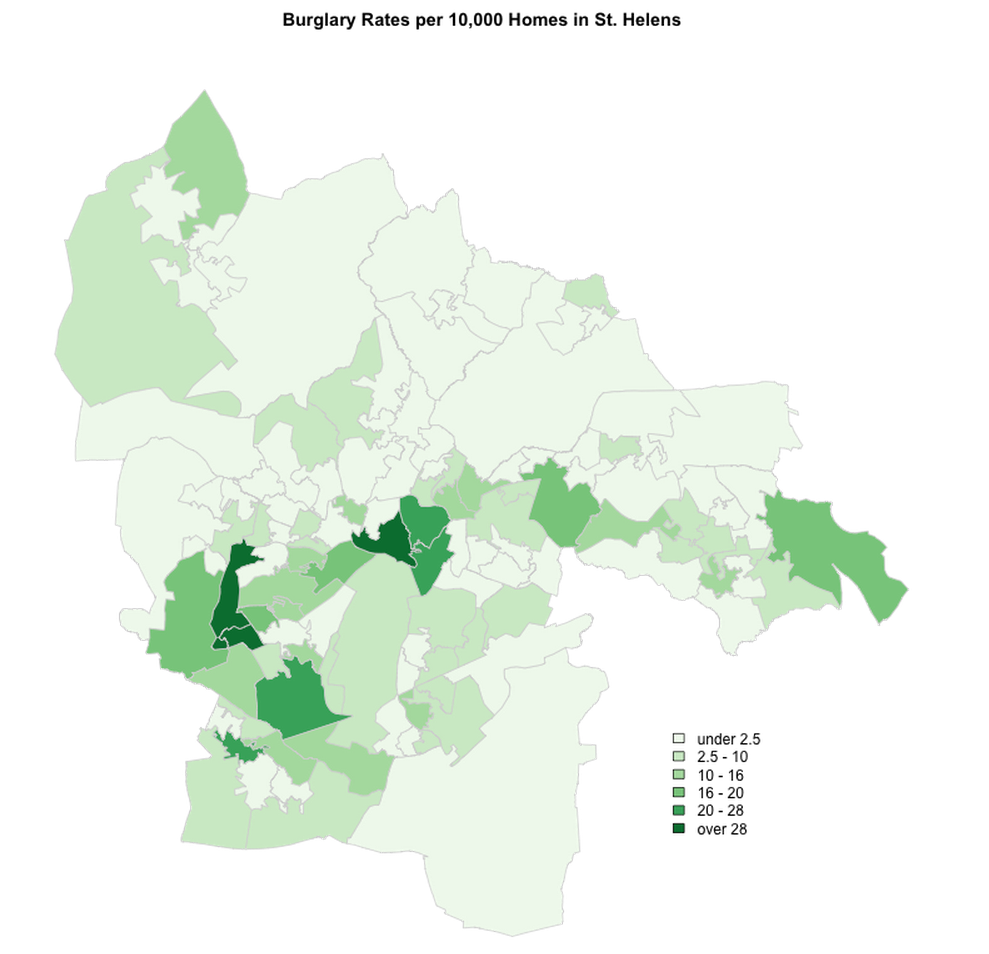 Burglary Rates per 10,000 Homes in St. Helens
under 2.5
2.5 - 10
10 - 16
16 - 20
20 - 28
over 28